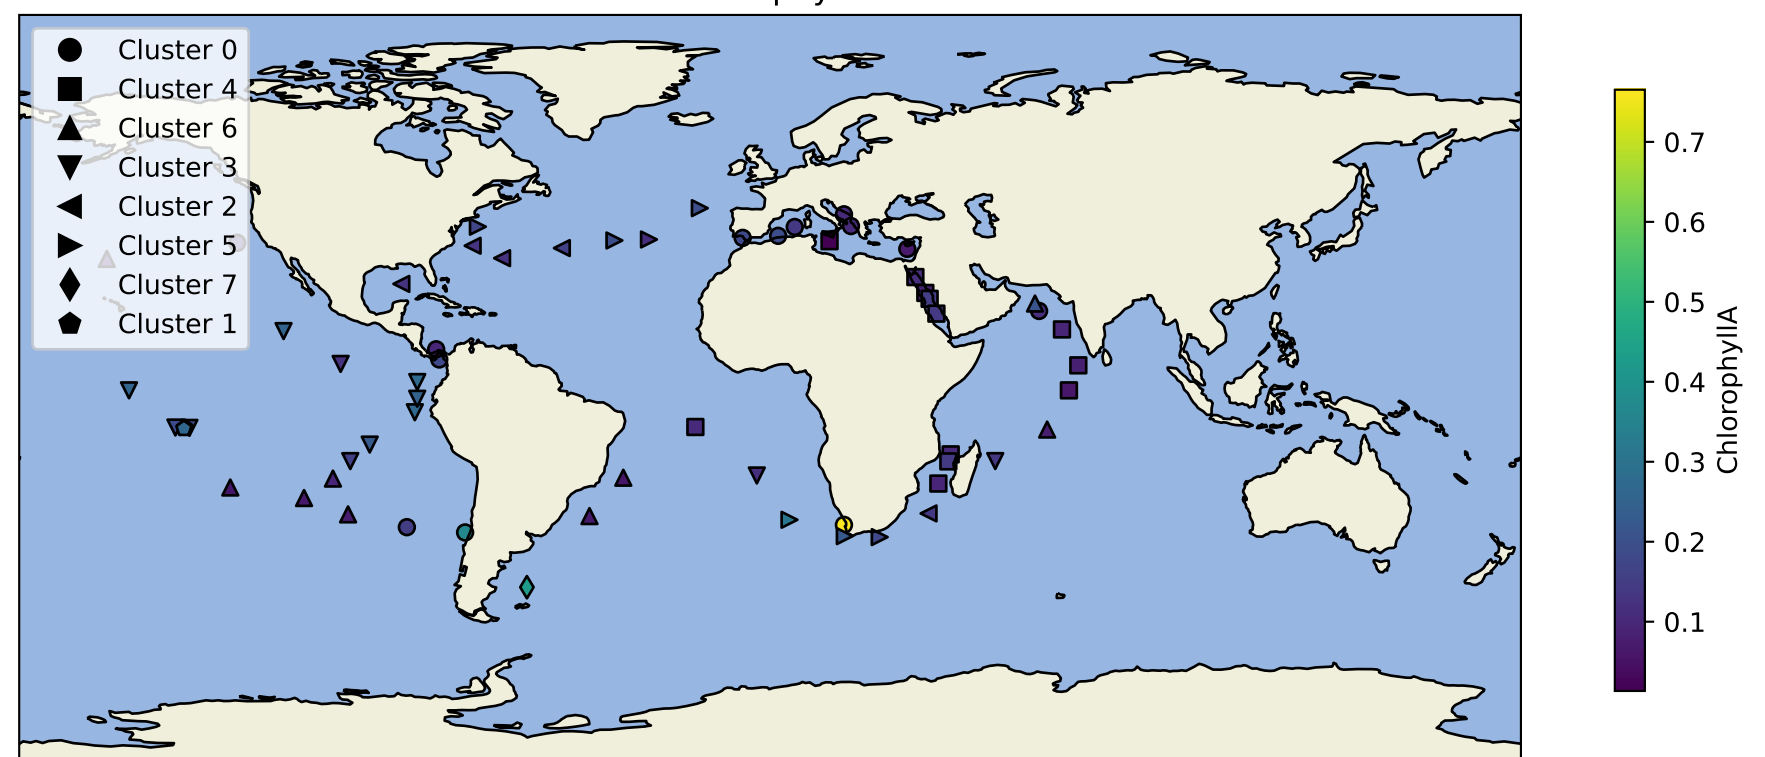 Cluster 0
Cluster 4
Cluster 6
Cluster 3
Cluster 2
Cluster 5
Cluster 7
Cluster 1
0.7
0.6
0.5
0.4
0.3
0.2
0.1
ChlorophyllA